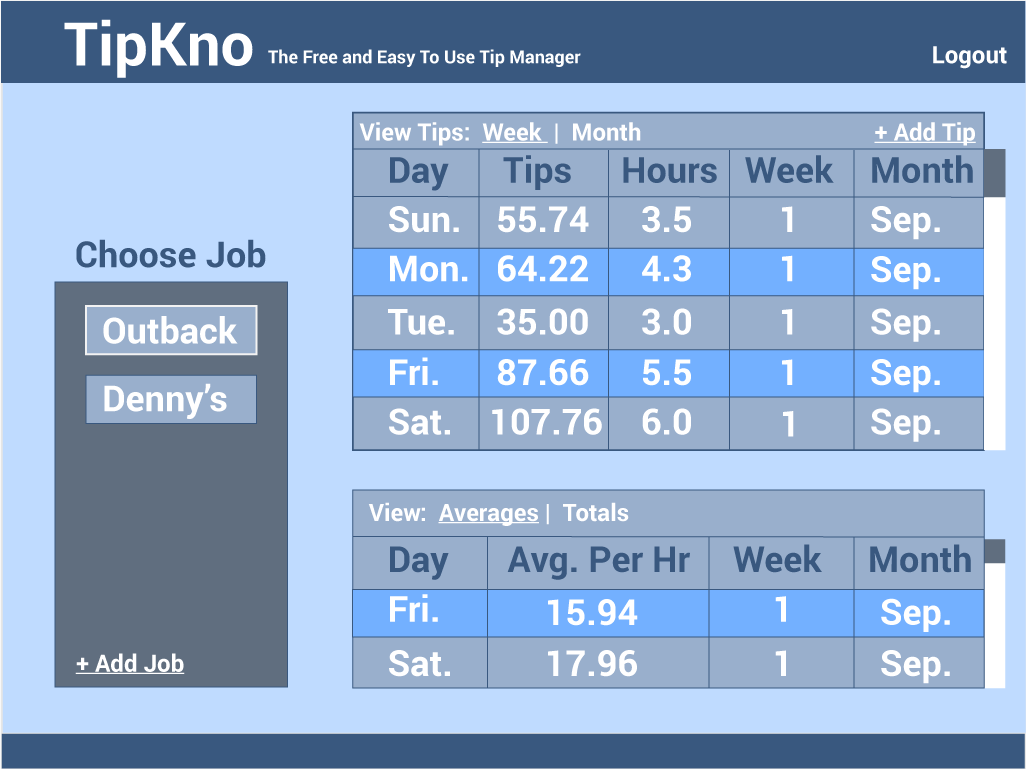 TipKno The Free and Easy To Use Tip Manager Logout
View Tips: Week | Month + Add Tip
Day Tips Hours Week Month
Sun. 55.74 3.5 1 Sep.
Mon. 64.22 4.3 1 Sep.
Tue. 35.00 3.0 1 Sep.
Fri. 87.66 5.5 1 Sep.
Sat. 107.76 6.0 1 Sep.
Choose Job
Outback
Denny’s
+ Add Job
View: Averages | Totals
Day Avg. Per Hr Week Month
Fri. 15.94 1 Sep.
Sat. 17.96 1 Sep.